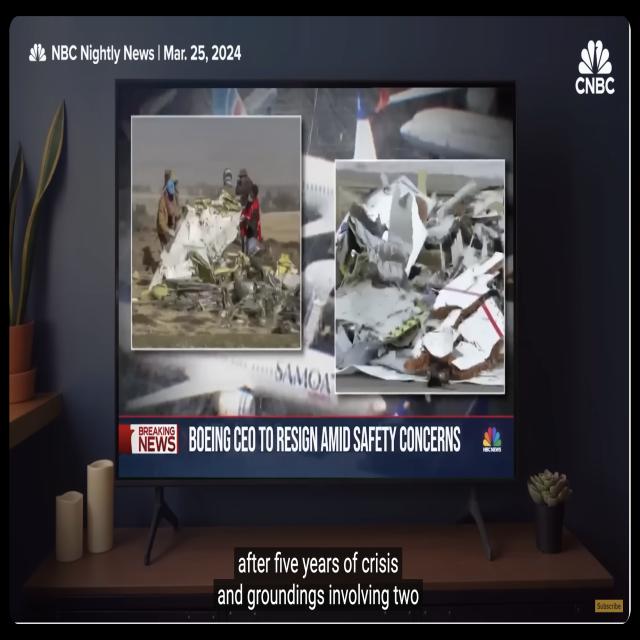 NBC Nightly News | Mar. 25, 2024
CNBC
SAMOA
BREAKING
NEWS
BOEING CEO TO RESIGN AMID SAFETY CONCERNS
NBC NEWS
after five years of crisis
and groundings involving two
Subscribe